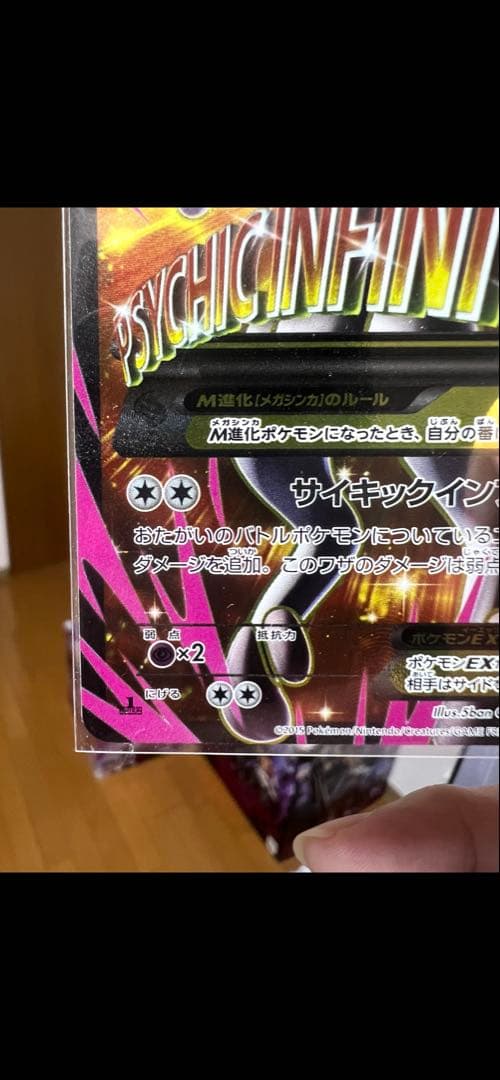 PSYCHIC INFINI
M進化[メガシンカ]のルール
M進化ポケモンになったとき、自分の番
サイキックイン
おたがいのバトルポケモンについている
ダメージを追加。このワザのダメージは弱点
弱点
抵抗力
×2
ポケモンEX
ポケモンEX
相手はサイド
にげる
Illus.5ban
©2015 Pokémon/Nintendo/Creatures/GAME FR